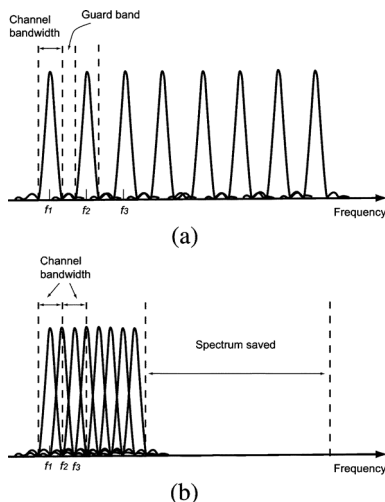 Channel
bandwidth
Guard band
f1
f2
f3
Frequency
(a)
Channel
bandwidth
Spectrum saved
f1
f2
f3
Frequency
(b)